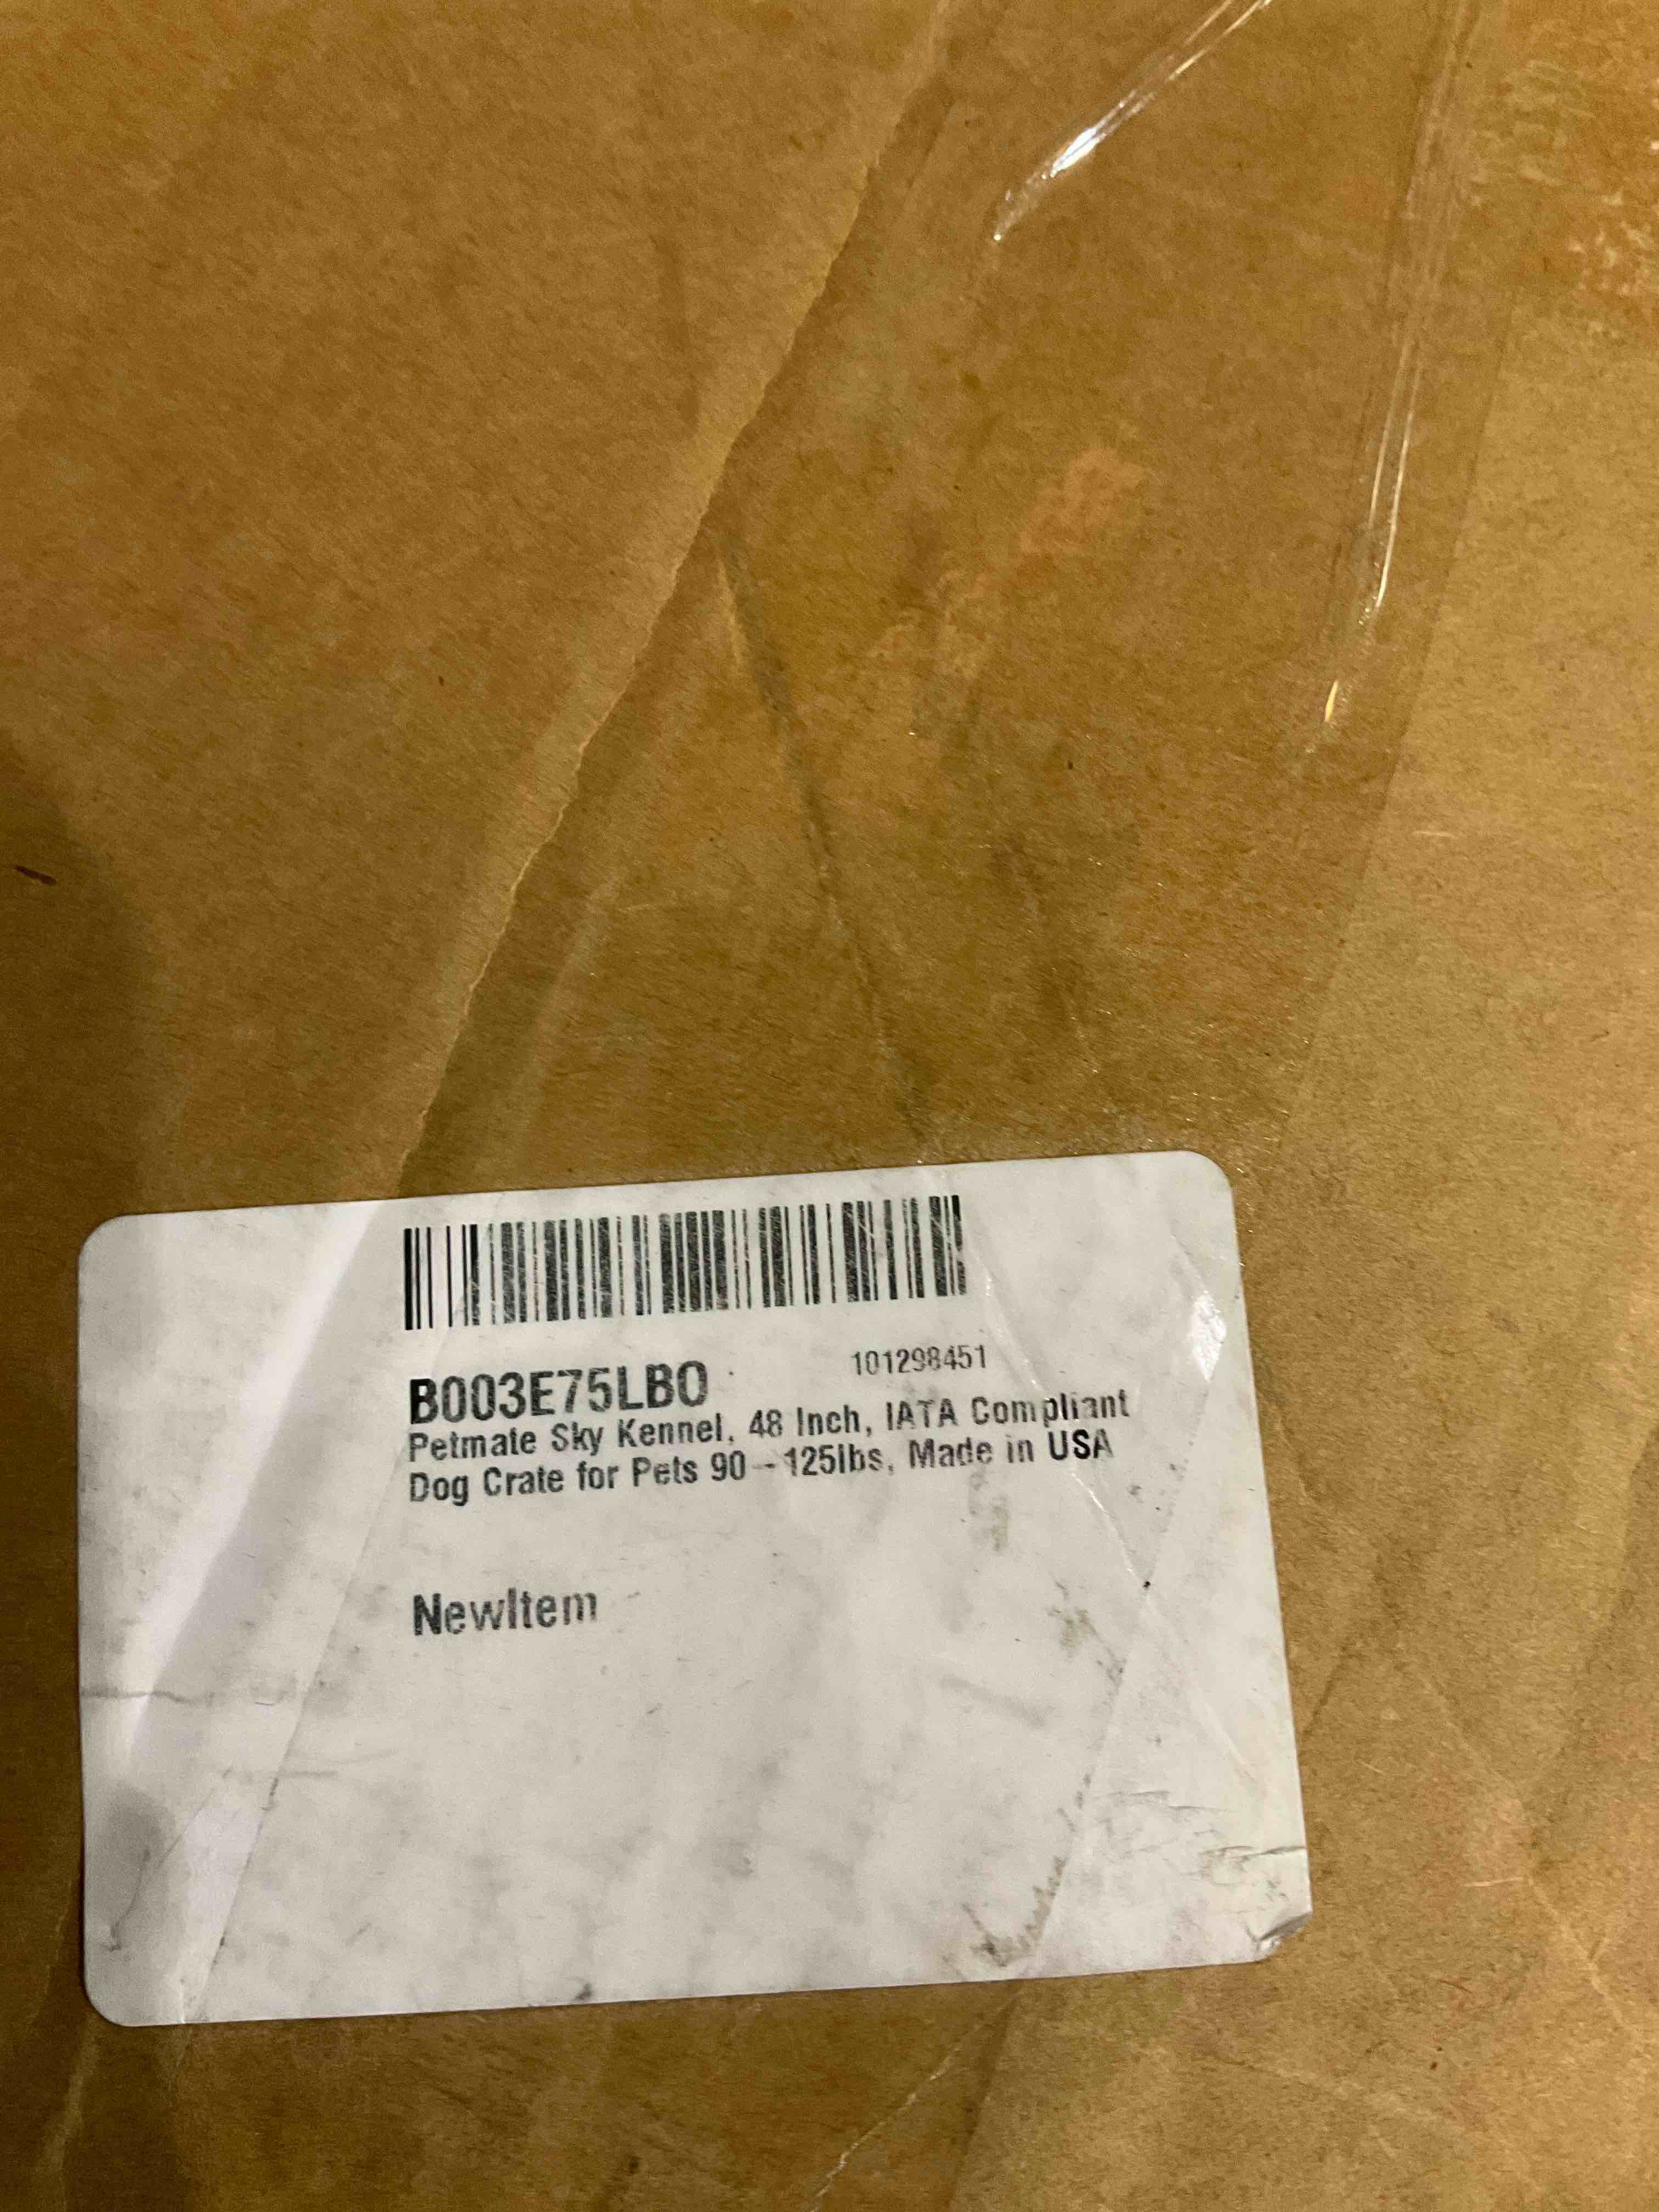 B003E75LBO
101298451
Petmate Sky Kennel, 48 Inch, IATA Compliant
Dog Crate for Pets 90 - 125lbs, Made in USA
NewItem